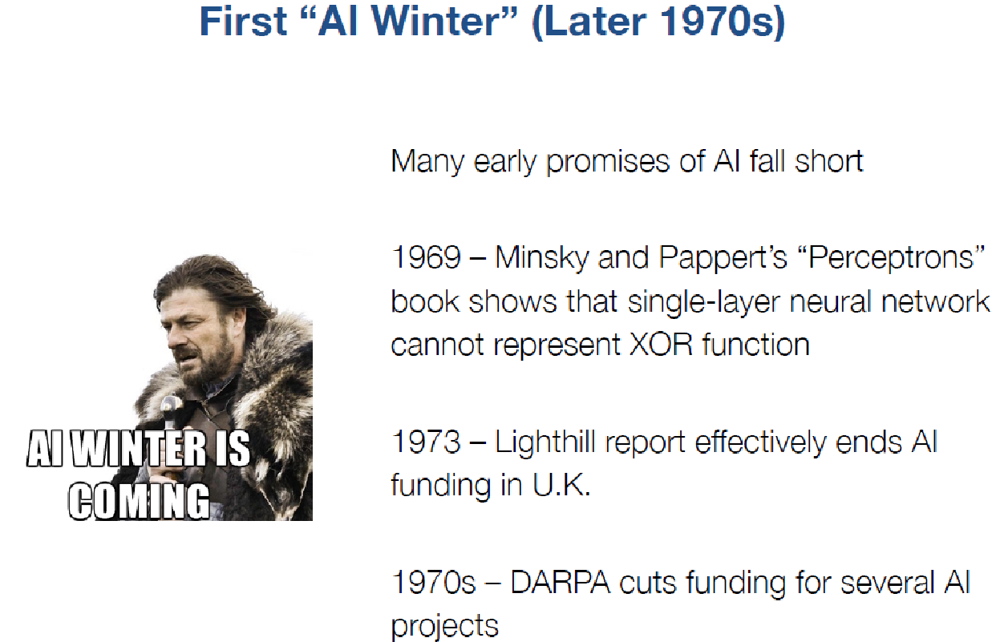 First “AI Winter” (Later 1970s)
Many early promises of AI fall short
1969 – Minsky and Pappert’s “Perceptrons”
book shows that single-layer neural network
cannot represent XOR function
1973 – Lighthill report effectively ends AI
funding in U.K.
1970s – DARPA cuts funding for several AI
projects
AI WINTER IS
COMING